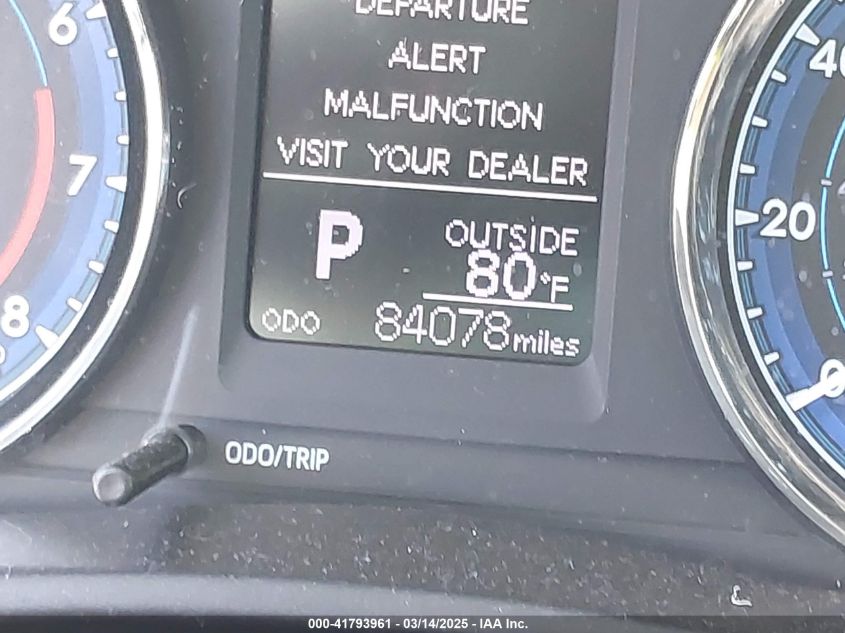 DEPARTURE
ALERT
MALFUNCTION
VISIT YOUR DEALER
P
OUTSIDE
80°F
ODO 84078 miles
ODO/TRIP
6
7
8
40
20
0
000-41793961 - 03/14/2025 - IAA Inc.